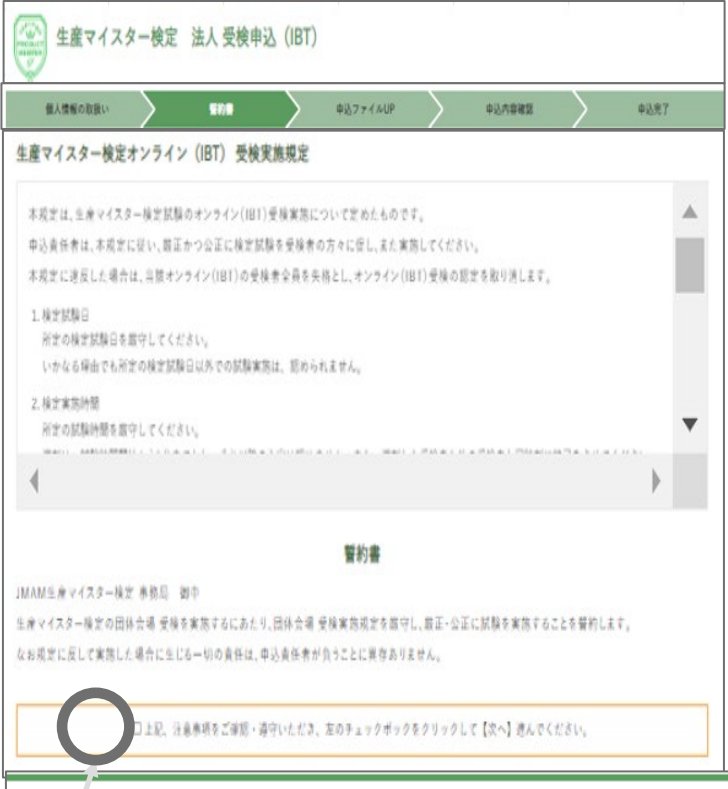 生産マイスター検定　法人 受検申込（IBT）
個人情報の取扱い
誓約書
申込ファイルUP
申込内容確認
申込完了
生産マイスター検定オンライン（IBT） 受検実施規定
本規定は、生産マイスター検定試験のオンライン(IBT)受検実施について定めたものです。
申込責任者は、本規定に従い、厳正かつ公正に検定試験を受検者の方々に促し、また実施してください。
本規定に違反した場合は、当該オンライン(IBT)の受検者全員を失格とし、オンライン(IBT)受検の認定を取り消します。
1. 検定試験日
所定の検定試験日を厳守してください。
いかなる理由でも所定の検定試験日以外での試験実施は、認められません。
2. 検定実施時間
所定の試験時間を厳守してください。
誓約書
JMAM生産マイスター検定 事務局　御中
生産マイスター検定の団体会場 受検を実施するにあたり、団体会場 受検実施規定を厳守し、厳正・公正に試験を実施することを誓約します。
なお規定に反して実施した場合に生じる一切の責任は、申込責任者が負うことに異存ありません。
□上記、注意事項をご確認・遵守いただき、左のチェックボックをクリックして【次へ】進んでください。